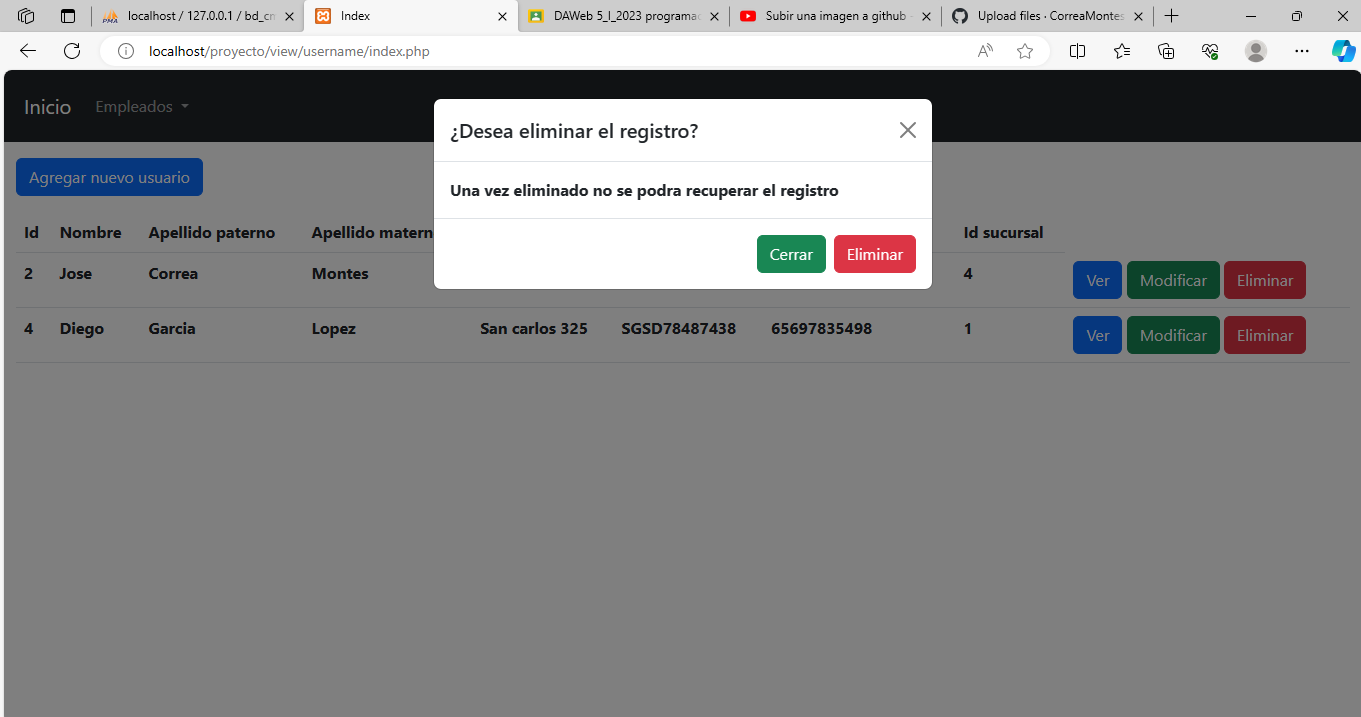 localhost / 127.0.0.1 / bd_cn
Index
DAWeb 5_I_2023 programa
Subir una imagen a github -
Upload files · CorreaMontes
localhost/proyecto/view/username/index.php
Inicio Empleados
¿Desea eliminar el registro?
Una vez eliminado no se podra recuperar el registro
Cerrar Eliminar
Agregar nuevo usuario
Id Nombre Apellido paterno Apellido matern Id sucursal
2 Jose Correa Montes 4 Ver Modificar Eliminar
4 Diego Garcia Lopez San carlos 325 SGSD78487438 65697835498 1 Ver Modificar Eliminar